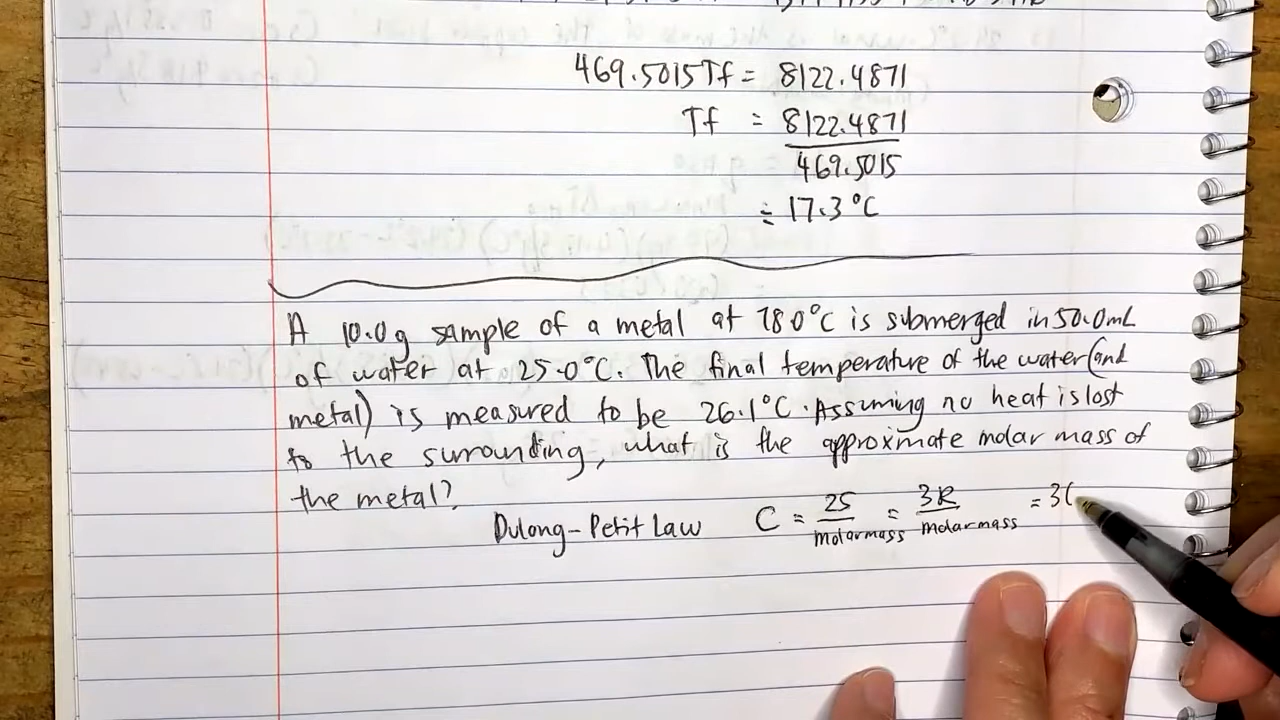 469.5015Tf = 8122.4871
Tf = 8122.4871
469.5015
≐ 17.3°C
A 10.0g sample of a metal at 78.0°C is submerged in 50.0mL
of water at 25.0°C. The final temperature of the water (and
metal) is measured to be 26.1°C. Assuming no heat is lost
to the surounding, what is the approximate molar mass of
the metal?
Dulong-Petit Law C = 25 / molar mass = 3R / molar mass = 3(